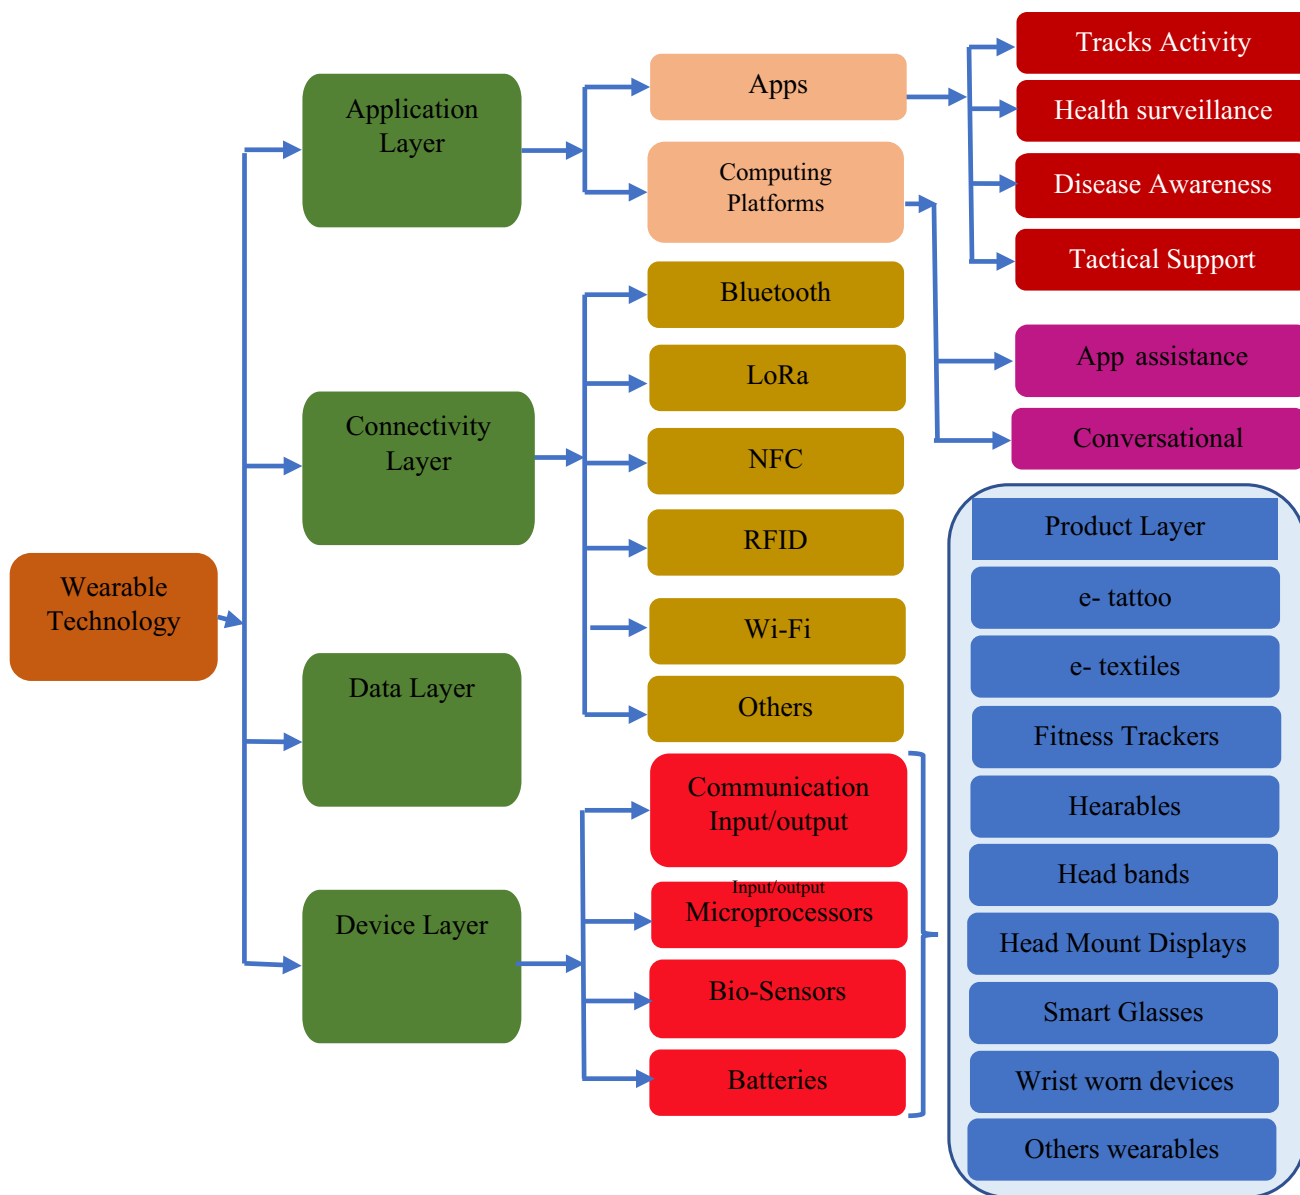 Wearable
Technology
Application
Layer
Connectivity
Layer
Data Layer
Device Layer
Apps
Computing
Platforms
Bluetooth
LoRa
NFC
RFID
Wi-Fi
Others
Communication
Input/output
Input/output
Microprocessors
Bio-Sensors
Batteries
Tracks Activity
Health surveillance
Disease Awareness
Tactical Support
App assistance
Conversational
Product Layer
e- tattoo
e- textiles
Fitness Trackers
Hearables
Head bands
Head Mount Displays
Smart Glasses
Wrist worn devices
Others wearables